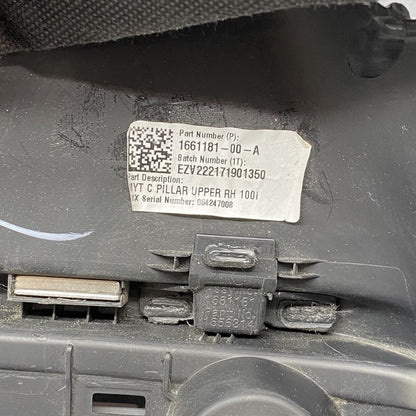 Part Number (P):
1661181-00-A
Batch Number (1T):
EZV222171901350
Part Description:
MYT C PILLAR UPPER RH 100I
Serial Number: 064247008